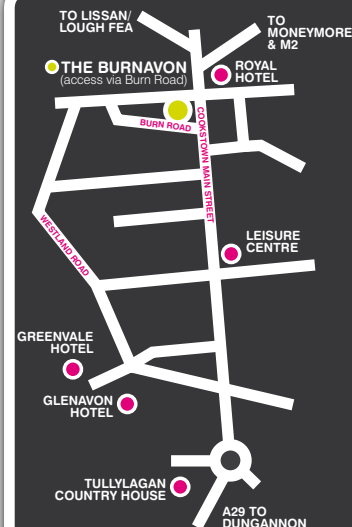 TO LISSAN/
LOUGH FEA
TO
MONEYMORE
& M2
THE BURNAVON
(access via Burn Road)
ROYAL
HOTEL
BURN ROAD
COOKSTOWN MAIN STREET
WESTLAND ROAD
LEISURE
CENTRE
GREENVALE
HOTEL
GLENAVON
HOTEL
TULLYLAGAN
COUNTRY HOUSE
A29 TO
DUNGANNON